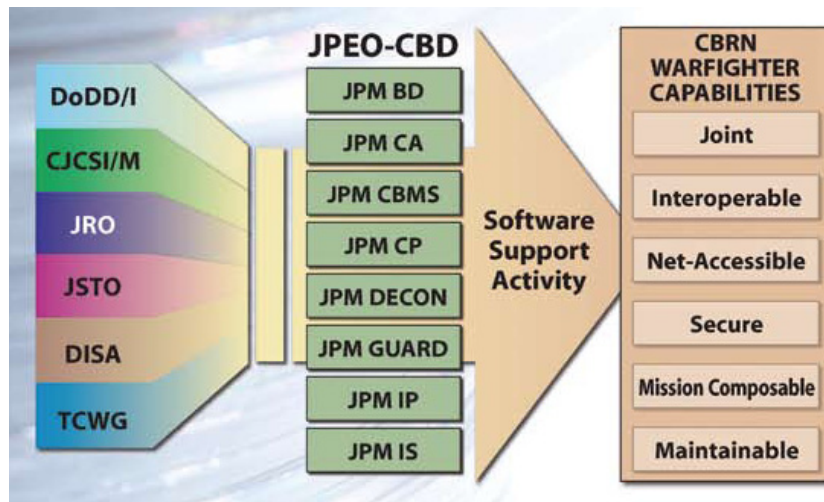 DoDD/I
CJCSI/M
JRO
JSTO
DISA
TCWG
JPEO-CBD
JPM BD
JPM CA
JPM CBMS
JPM CP
JPM DECON
JPM GUARD
JPM IP
JPM IS
Software
Support
Activity
CBRN
WARFIGHTER
CAPABILITIES
Joint
Interoperable
Net-Accessible
Secure
Mission Composable
Maintainable